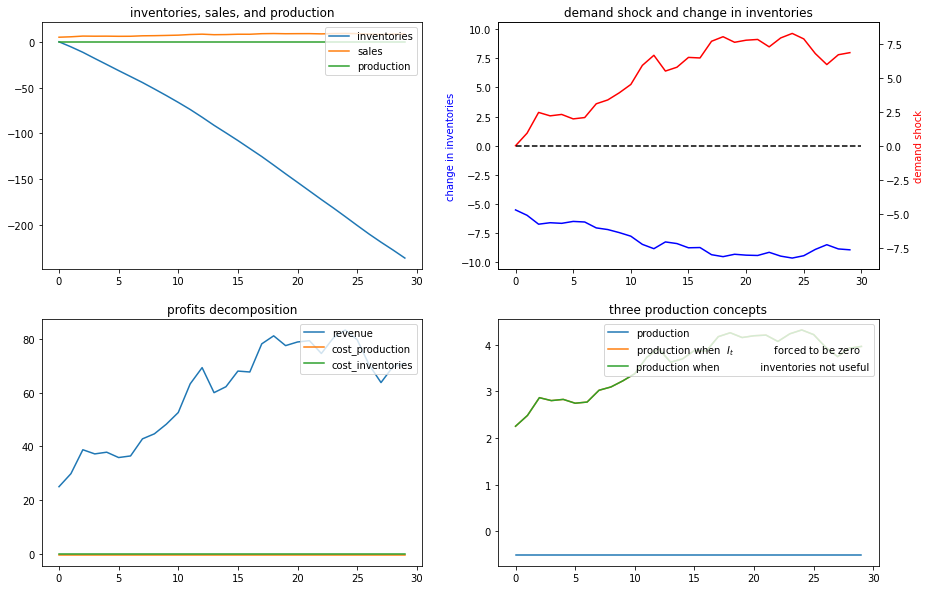 inventories, sales, and production
inventories
sales
production
0
−50
−100
−150
−200
0 5 10 15 20 25 30
demand shock and change in inventories
change in inventories
10.0
7.5
5.0
2.5
0.0
−2.5
−5.0
−7.5
−10.0
7.5
5.0
2.5
0.0
−2.5
−5.0
−7.5
demand shock
0 5 10 15 20 25 30
profits decomposition
revenue
cost_production
cost_inventories
80
60
40
20
0
0 5 10 15 20 25 30
three production concepts
production
production when I_t forced to be zero
production when inventories not useful
4
3
2
1
0
0 5 10 15 20 25 30